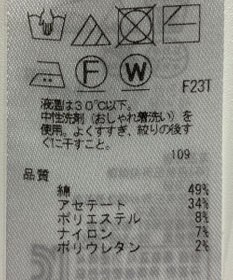 F W F23T
液温は30℃以下。
中性洗剤(おしゃれ着洗い)を
使用。よくすすぎ、絞りの後す
ぐに干すこと。
109
品質
綿 49%
アセテート 34%
ポリエステル 8%
ナイロン 7%
ポリウレタン 2%